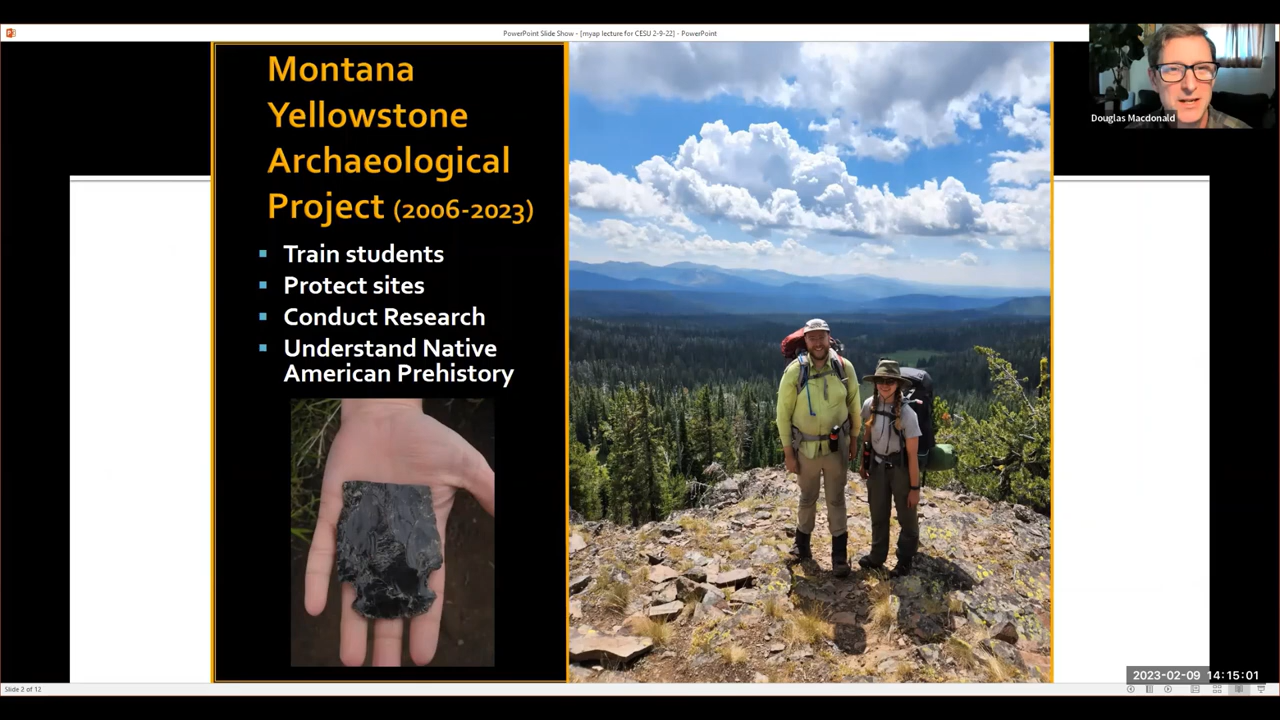 PowerPoint Slide Show - [myap lecture for CESU 2-9-22] - PowerPoint
Montana
Yellowstone
Archaeological
Project (2006-2023)
Train students
Protect sites
Conduct Research
Understand Native
American Prehistory
Douglas Macdonald
2023-02-09 14:15:01
Slide 2 of 12